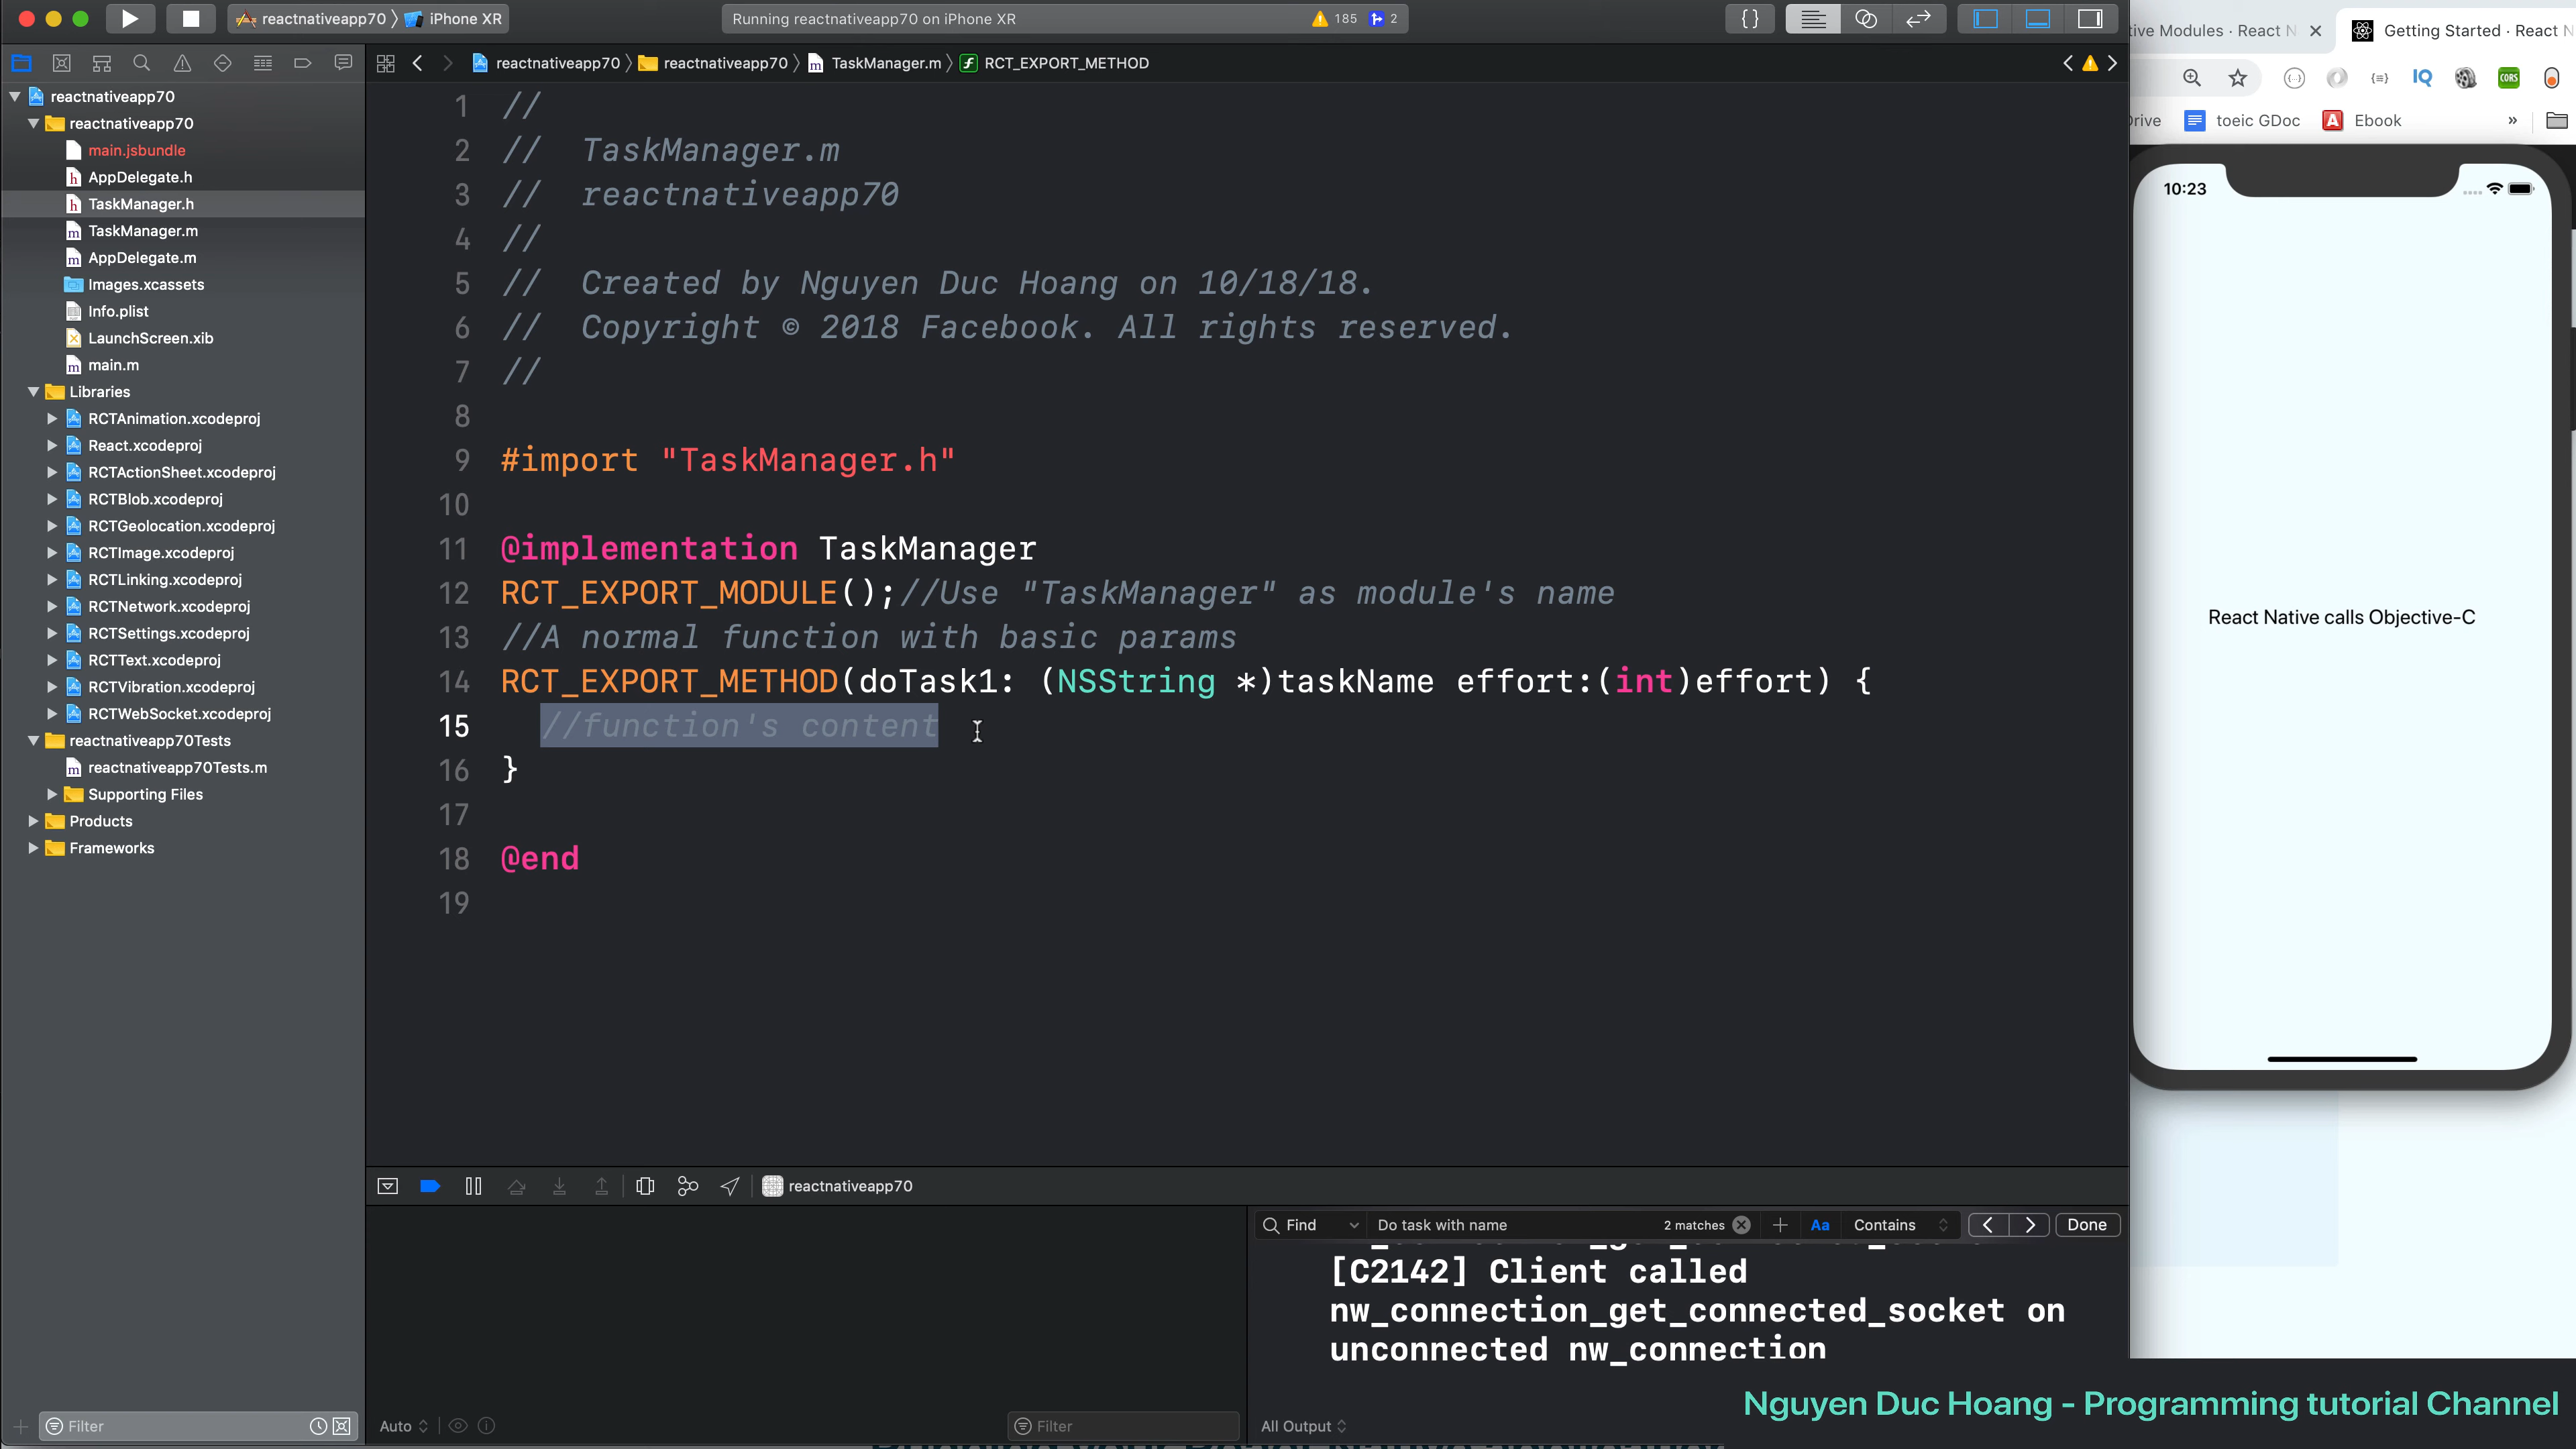 reactnativeapp70 〉 iPhone XR
Running reactnativeapp70 on iPhone XR
185
2
{}
reactnativeapp70 〉 reactnativeapp70 〉 m TaskManager.m 〉 f RCT_EXPORT_METHOD
reactnativeapp70
reactnativeapp70
main.jsbundle
h AppDelegate.h
h TaskManager.h
m TaskManager.m
m AppDelegate.m
Images.xcassets
Info.plist
LaunchScreen.xib
m main.m
Libraries
RCTAnimation.xcodeproj
React.xcodeproj
RCTActionSheet.xcodeproj
RCTBlob.xcodeproj
RCTGeolocation.xcodeproj
RCTImage.xcodeproj
RCTLinking.xcodeproj
RCTNetwork.xcodeproj
RCTSettings.xcodeproj
RCTText.xcodeproj
RCTVibration.xcodeproj
RCTWebSocket.xcodeproj
reactnativeapp70Tests
m reactnativeapp70Tests.m
Supporting Files
Products
Frameworks
Filter
1 //
2 // TaskManager.m
3 // reactnativeapp70
4 //
5 // Created by Nguyen Duc Hoang on 10/18/18.
6 // Copyright © 2018 Facebook. All rights reserved.
7 //
8
9 #import "TaskManager.h"
10
11 @implementation TaskManager
12 RCT_EXPORT_MODULE();//Use "TaskManager" as module's name
13 //A normal function with basic params
14 RCT_EXPORT_METHOD(doTask1: (NSString *)taskName effort:(int)effort) {
15 //function's content
16 }
17
18 @end
19
reactnativeapp70
Find Do task with name 2 matches Aa Contains Done
[C2142] Client called
nw_connection_get_connected_socket on
unconnected nw_connection
Auto
Filter
All Output
Nguyen Duc Hoang - Programming tutorial Channel
tive Modules · React N
Getting Started · React N
IQ
CORS
Drive toeic GDoc A Ebook »
10:23
React Native calls Objective-C